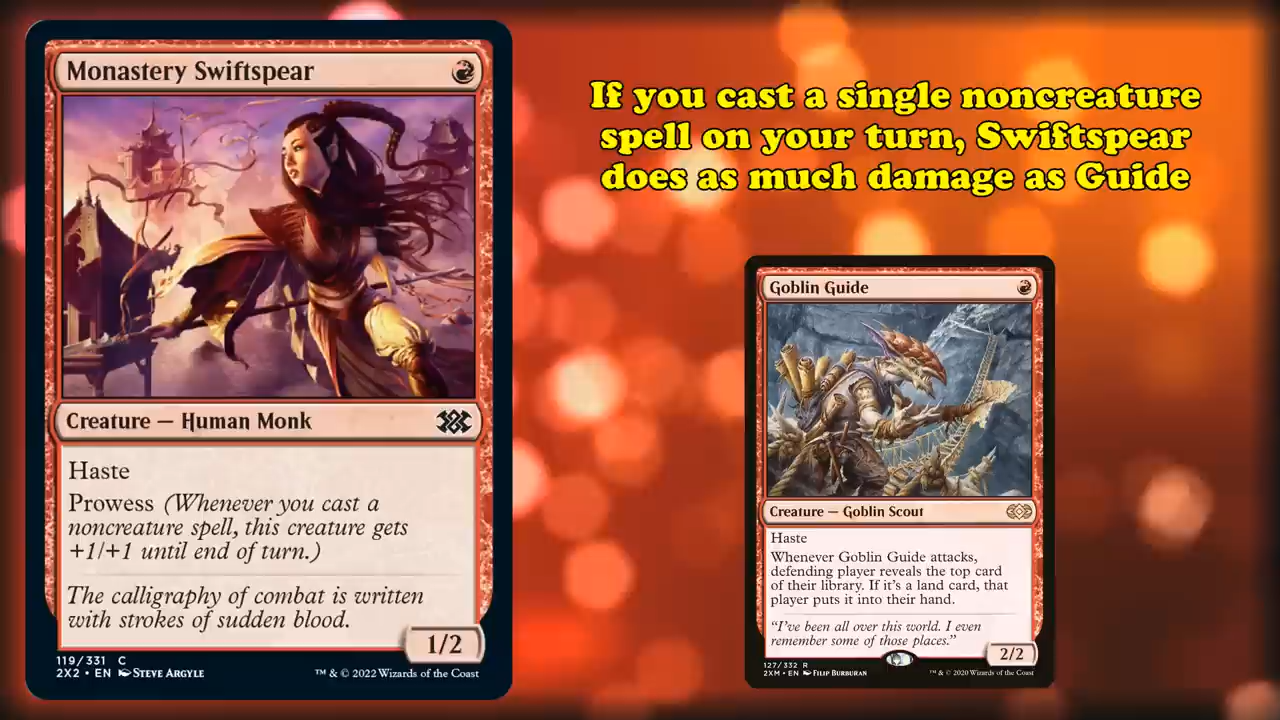 Monastery Swiftspear
Creature — Human Monk
Haste
Prowess (Whenever you cast a
noncreature spell, this creature gets
+1/+1 until end of turn.)
The calligraphy of combat is written
with strokes of sudden blood.
1/2
119/331 C
2X2 • EN Steve Argyle
™ & © 2022 Wizards of the Coast
If you cast a single noncreature
spell on your turn, Swiftspear
does as much damage as Guide
Goblin Guide
Creature — Goblin Scout
Haste
Whenever Goblin Guide attacks,
defending player reveals the top card
of their library. If it's a land card, that
player puts it into their hand.
"I've been all over this world. I even
remember some of those places."
2/2
127/332 R
2XM • EN Filip Burburan
™ & © 2020 Wizards of the Coast